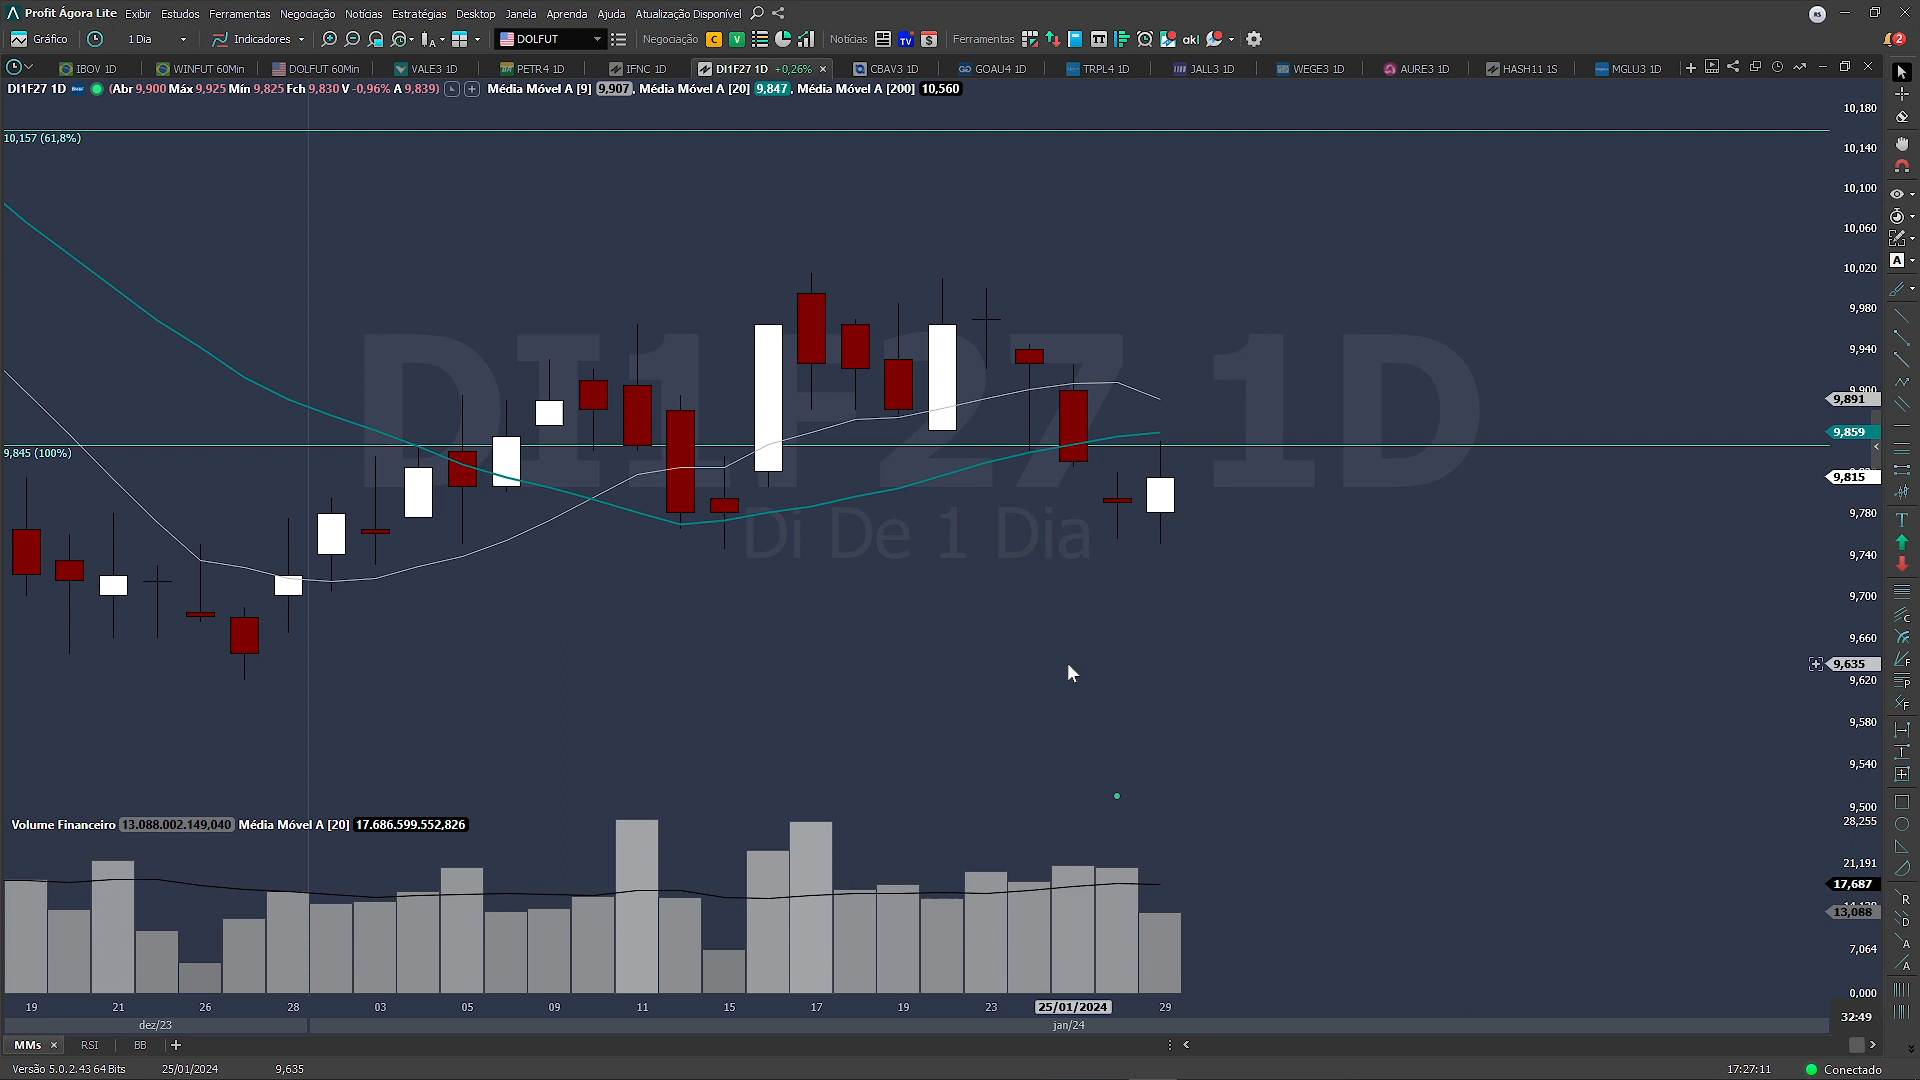 Profit Ágora Lite Exibir Estudos Ferramentas Negociação Notícias Estratégias Desktop Janela Aprenda Ajuda Atualização Disponível RS
Gráfico 1 Dia Indicadores DOLFUT Negociação C V Notícias TV $ Ferramentas akl 2
IBOV 1D WINFUT 60Min DOLFUT 60Min VALE3 1D PETR4 1D IFNC 1D DI1F27 1D +0,26% × CBAV3 1D GOAU4 1D TRPL4 1D JALL3 1D WEGE3 1D AURE3 1D HASH11 1S MGLU3 1D
DI1F27 1D (Abr 9,900 Máx 9,925 Mín 9,825 Fch 9,830 V -0,96% A 9,839) Média Móvel A [9] 9,907, Média Móvel A [20] 9,847, Média Móvel A [200] 10,560
10,180
10,157 (61,8%)
10,140
10,100
10,060
10,020
9,980
9,940
9,900
9,891
9,859
9,845 (100%)
9,815
9,780
9,740
9,700
9,660
9,635
9,620
9,580
9,540
9,500
DI1F27 1D
Di De 1 Dia
Volume Financeiro 13.088.002.149,040 Média Móvel A [20] 17.686.599.552,826
28,255
21,191
17,687
13,088
7,064
0,000
19 21 26 28 03 05 09 11 15 17 19 23 25/01/2024 29
32:49
dez/23 jan/24
MMs × RSI BB +
Versão 5.0.2.43 64 Bits 25/01/2024 9,635 17:27:11 Conectado